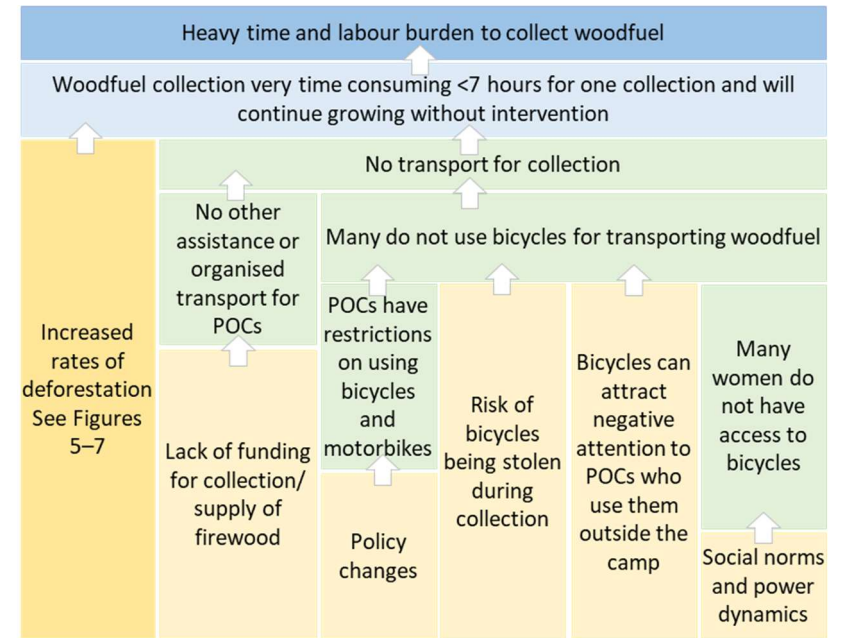 Heavy time and labour burden to collect woodfuel
Woodfuel collection very time consuming <7 hours for one collection and will
continue growing without intervention
No transport for collection
No other
assistance or
organised
transport for
POCs
Many do not use bicycles for transporting woodfuel
Increased
rates of
deforestation
See Figures
5–7
Lack of funding
for collection/
supply of
firewood
POCs have
restrictions
on using
bicycles
and
motorbikes
Policy
changes
Risk of
bicycles
being stolen
during
collection
Bicycles can
attract
negative
attention to
POCs who
use them
outside the
camp
Many
women do
not have
access to
bicycles
Social norms
and power
dynamics